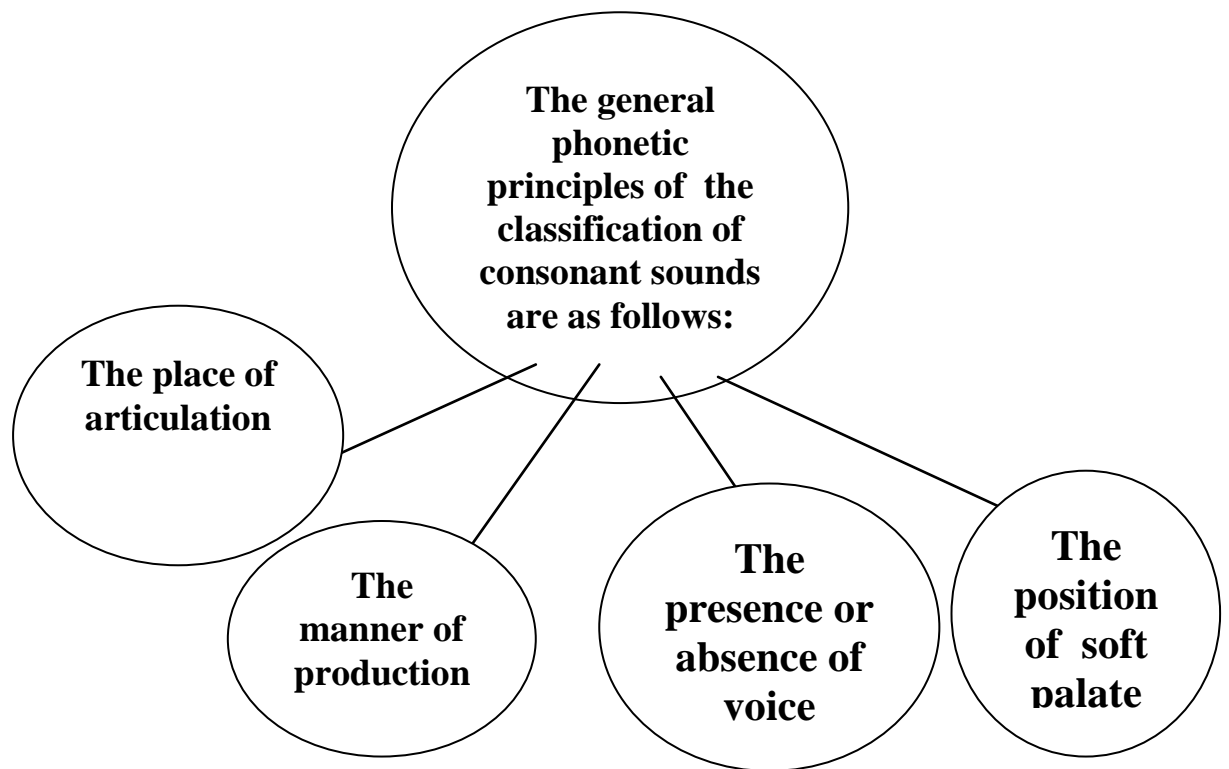 The general
phonetic
principles of the
classification of
consonant sounds
are as follows:
The place of
articulation
The
manner of
production
The
presence or
absence of
voice
The
position
of soft
palate